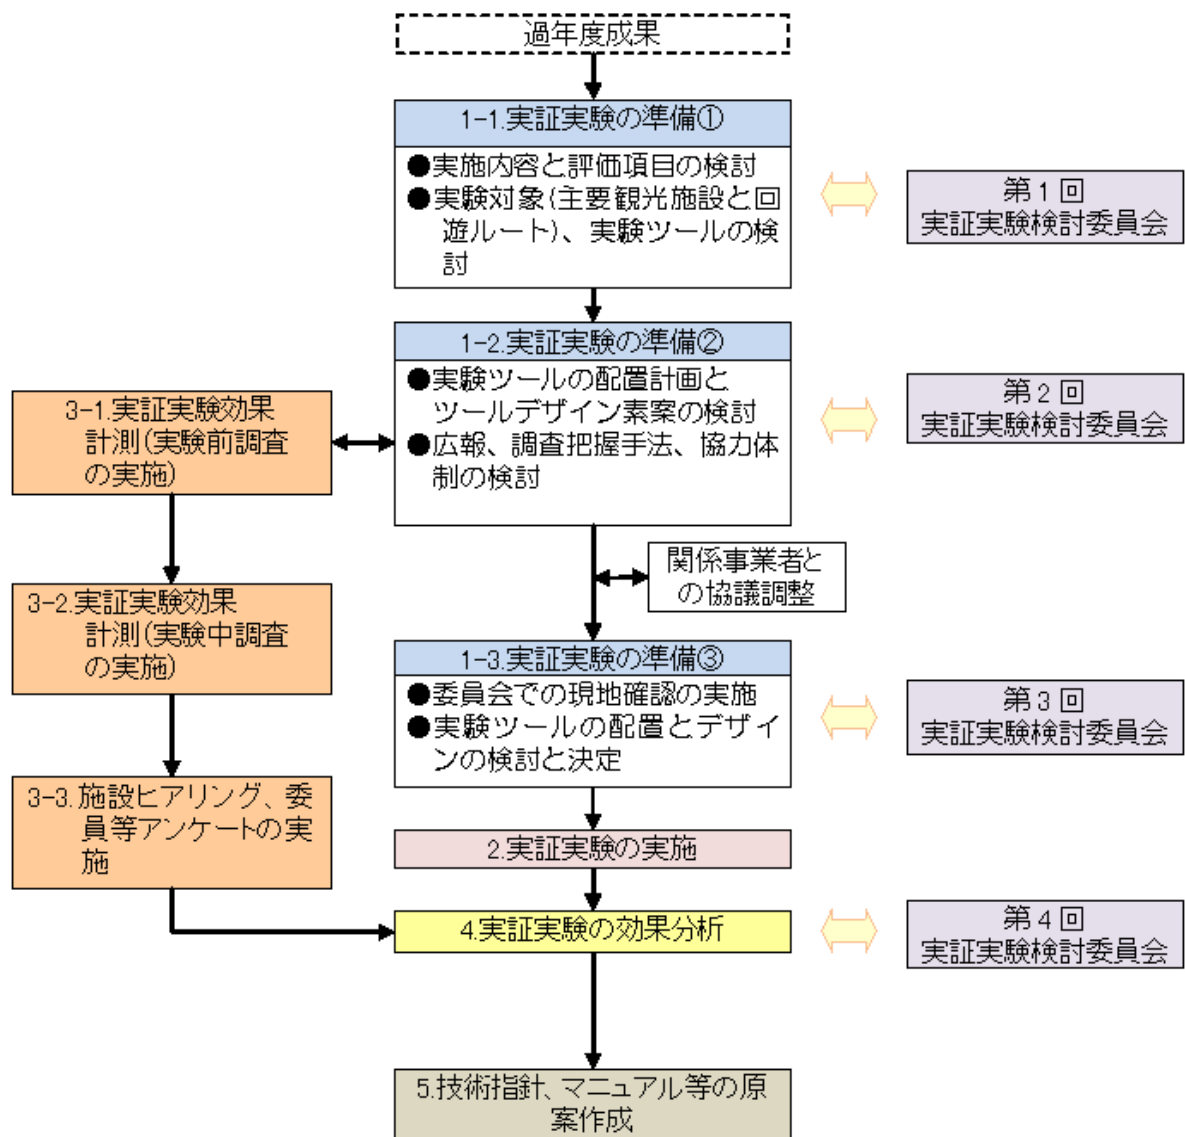 過年度成果
1-1.実証実験の準備①
●実施内容と評価項目の検討
●実験対象(主要観光施設と回
遊ルート)、実験ツールの検
討
第1回
実証実験検討委員会
1-2.実証実験の準備②
●実験ツールの配置計画と
ツールデザイン素案の検討
●広報、調査把握手法、協力体
制の検討
第2回
実証実験検討委員会
3-1.実証実験効果
計測(実験前調査
の実施)
関係事業者と
の協議調整
3-2.実証実験効果
計測(実験中調査
の実施)
1-3.実証実験の準備③
●委員会での現地確認の実施
●実験ツールの配置とデザイ
ンの検討と決定
第3回
実証実験検討委員会
3-3.施設ヒアリング、委
員等アンケートの実
施
2.実証実験の実施
4.実証実験の効果分析
第4回
実証実験検討委員会
5.技術指針、マニュアル等の原
案作成